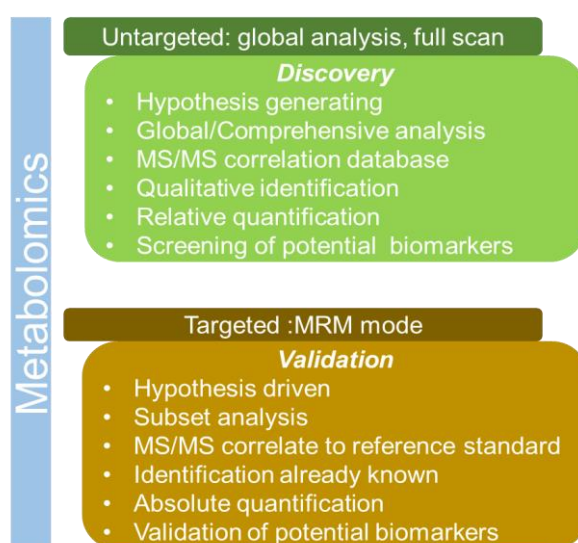 Metabolomics
Untargeted: global analysis, full scan
Discovery
• Hypothesis generating
• Global/Comprehensive analysis
• MS/MS correlation database
• Qualitative identification
• Relative quantification
• Screening of potential biomarkers
Targeted :MRM mode
Validation
• Hypothesis driven
• Subset analysis
• MS/MS correlate to reference standard
• Identification already known
• Absolute quantification
• Validation of potential biomarkers